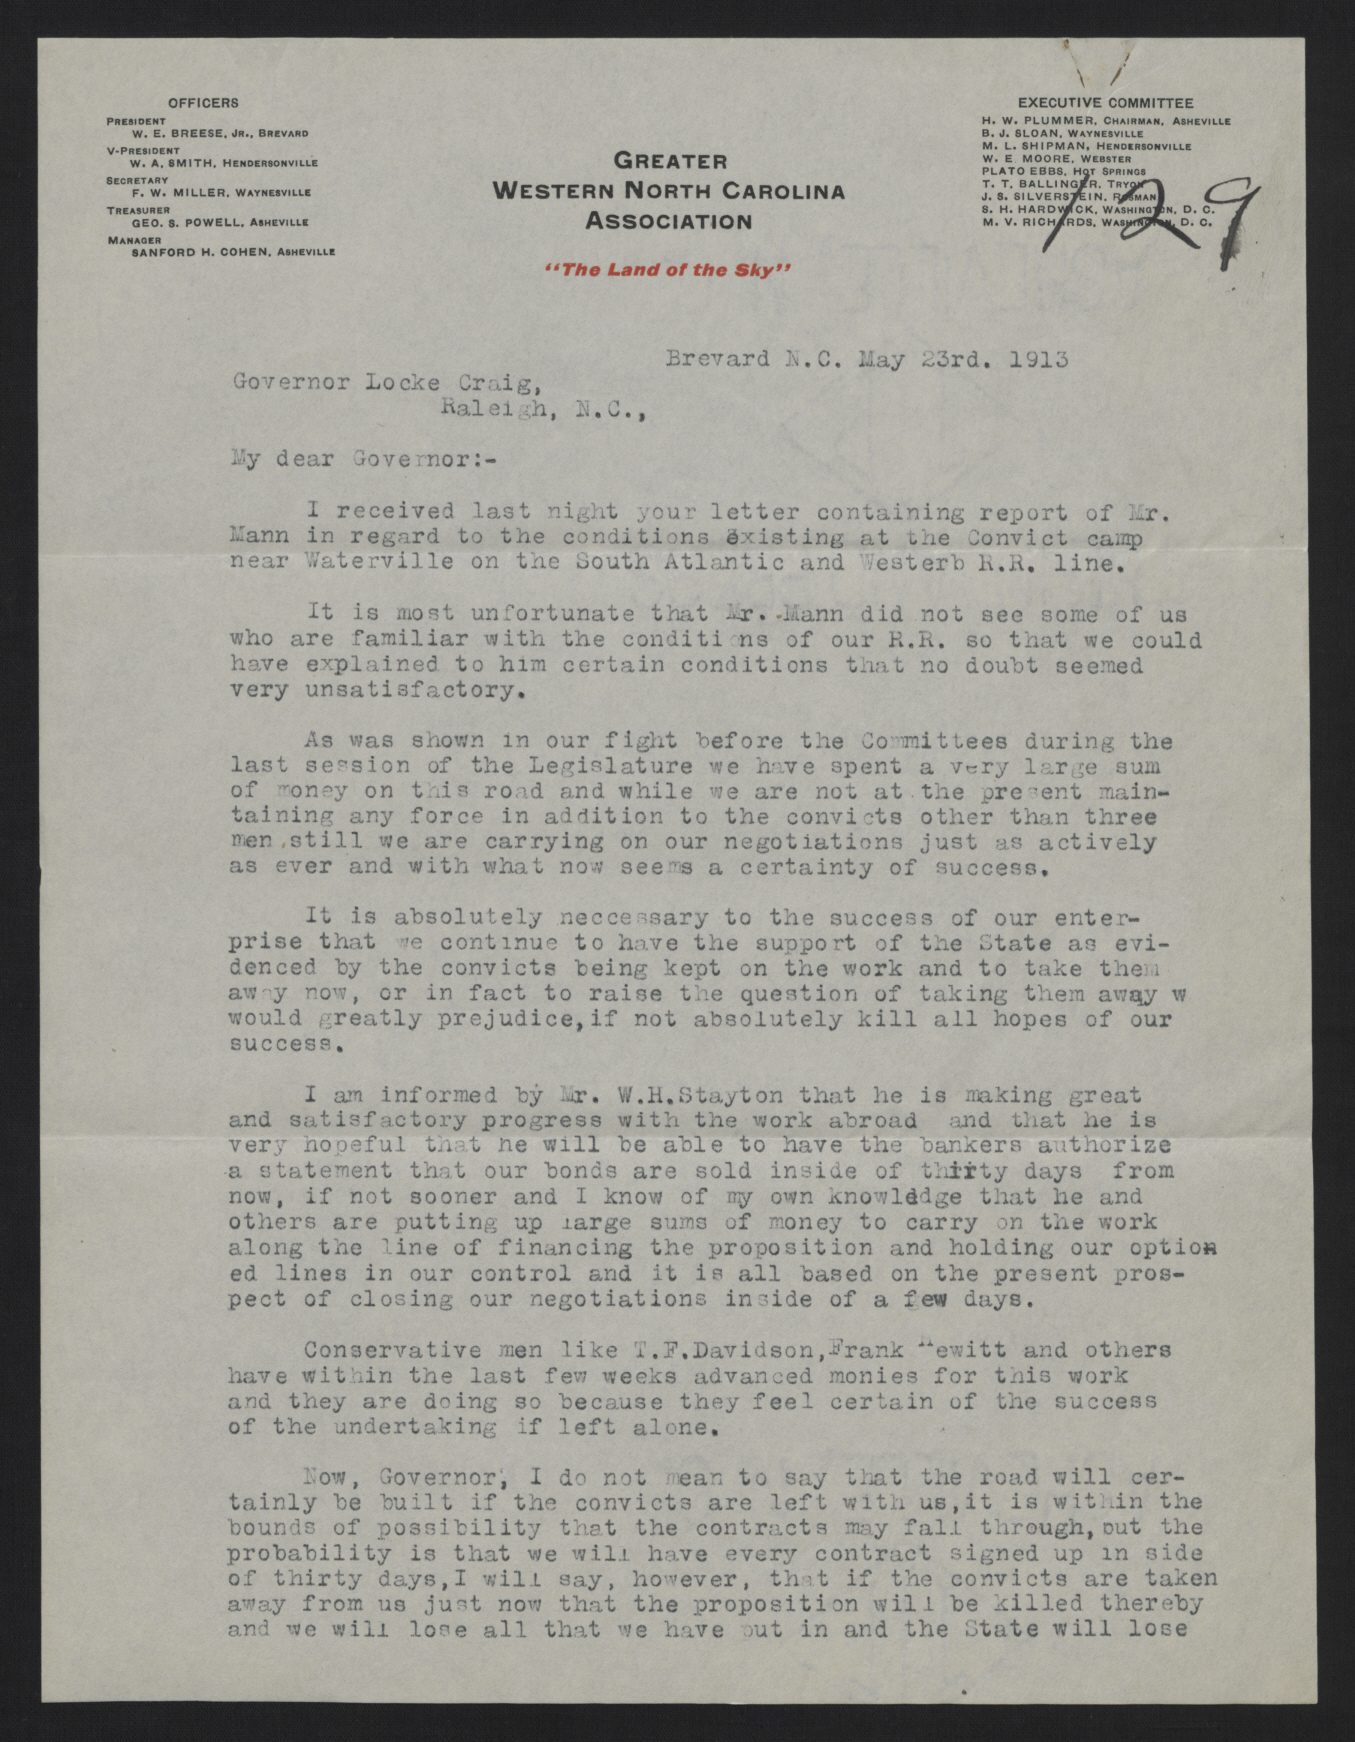 OFFICERS
PRESIDENT
W. E. BREESE, JR., BREVARD
V-PRESIDENT
W. A. SMITH, HENDERSONVILLE
SECRETARY
F. W. MILLER, WAYNESVILLE
TREASURER
GEO. S. POWELL, ASHEVILLE
MANAGER
SANFORD H. COHEN, ASHEVILLE
GREATER
WESTERN NORTH CAROLINA
ASSOCIATION
"The Land of the Sky"
EXECUTIVE COMMITTEE
H. W. PLUMMER, CHAIRMAN, ASHEVILLE
B. J. SLOAN, WAYNESVILLE
M. L. SHIPMAN, HENDERSONVILLE
W. E. MOORE, WEBSTER
PLATO EBBS, HOT SPRINGS
T. T. BALLINGER, TRYON
J. S. SILVERSTEIN, ROSMAN
S. H. HARDWICK, WASHINGTON, D. C.
M. V. RICHARDS, WASHINGTON, D. C.
129
Brevard N.C. May 23rd. 1913
Governor Locke Craig,
Raleigh, N.C.,
My dear Governor:-
I received last night your letter containing report of Mr.
Mann in regard to the conditions existing at the Convict camp
near Waterville on the South Atlantic and Westerb R.R. line.
It is most unfortunate that Mr. Mann did not see some of us
who are familiar with the conditions of our R.R. so that we could
have explained to him certain conditions that no doubt seemed
very unsatisfactory.
As was shown in our fight before the Committees during the
last session of the Legislature we have spent a very large sum
of money on this road and while we are not at the present main-
taining any force in addition to the convicts other than three
men,still we are carrying on our negotiations just as actively
as ever and with what now seems a certainty of success.
It is absolutely neccessary to the success of our enter-
prise that we continue to have the support of the State as evi-
denced by the convicts being kept on the work and to take them
away now, or in fact to raise the question of taking them away w
would greatly prejudice,if not absolutely kill all hopes of our
success.
I am informed by Mr. W.H.Stayton that he is making great
and satisfactory progress with the work abroad and that he is
very hopeful that he will be able to have the bankers authorize
a statement that our bonds are sold inside of thirty days from
now, if not sooner and I know of my own knowlddge that he and
others are putting up large sums of money to carry on the work
along the line of financing the proposition and holding our option
ed lines in our control and it is all based on the present pros-
pect of closing our negotiations inside of a few days.
Conservative men like T.F.Davidson,Frank Hewitt and others
have within the last few weeks advanced monies for this work
and they are doing so because they feel certain of the success
of the undertaking if left alone.
Now, Governor, I do not mean to say that the road will cer-
tainly be built if the convicts are left with us,it is within the
bounds of possibility that the contracts may fall through,but the
probability is that we will have every contract signed up in side
of thirty days,I will say, however, that if the convicts are taken
away from us just now that the proposition will be killed thereby
and we will lose all that we have put in and the State will lose